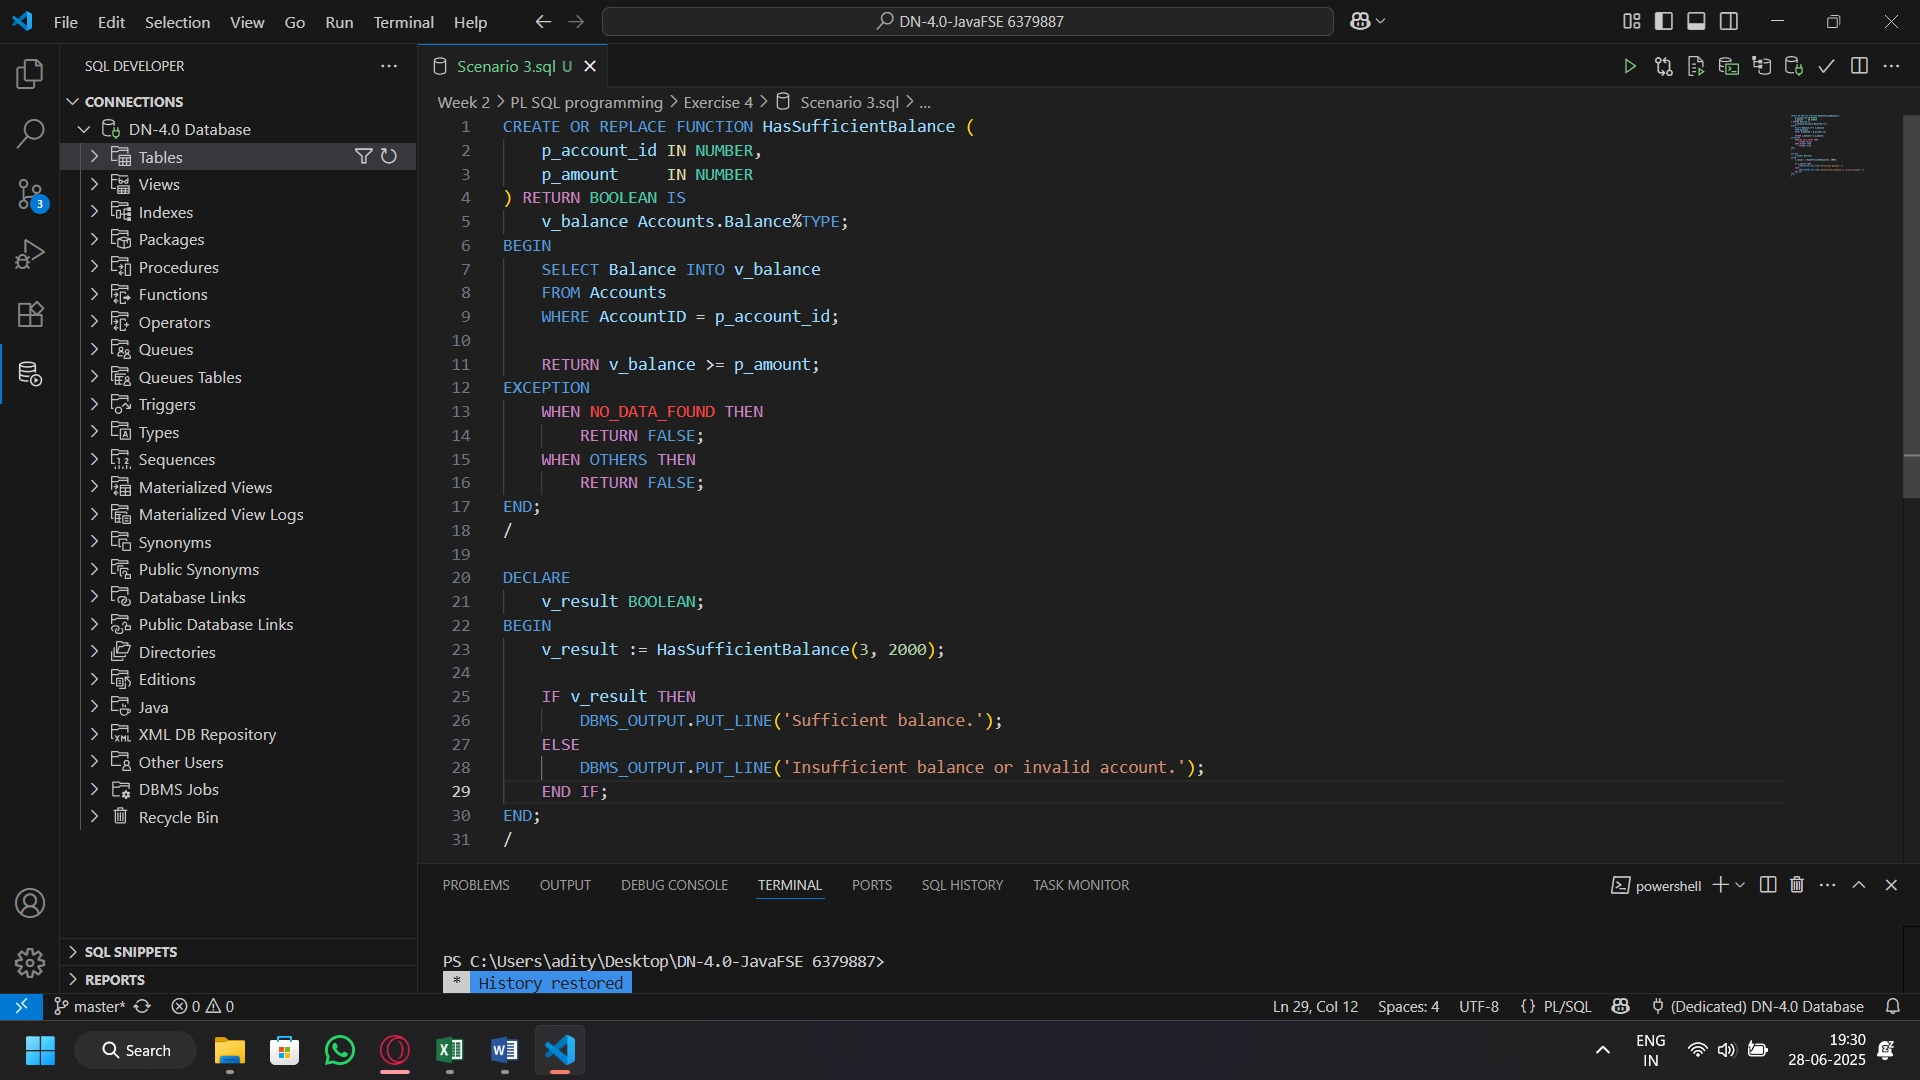 File Edit Selection View Go Run Terminal Help
DN-4.0-JavaFSE 6379887
SQL DEVELOPER
CONNECTIONS
DN-4.0 Database
Tables
Views
Indexes
Packages
Procedures
Functions
Operators
Queues
Queues Tables
Triggers
Types
Sequences
Materialized Views
Materialized View Logs
Synonyms
Public Synonyms
Database Links
Public Database Links
Directories
Editions
Java
XML DB Repository
Other Users
DBMS Jobs
Recycle Bin
SQL SNIPPETS
REPORTS
3
Scenario 3.sql U
Week 2 > PL SQL programming > Exercise 4 > Scenario 3.sql > ...
1 CREATE OR REPLACE FUNCTION HasSufficientBalance (
2     p_account_id IN NUMBER,
3     p_amount     IN NUMBER
4 ) RETURN BOOLEAN IS
5     v_balance Accounts.Balance%TYPE;
6 BEGIN
7     SELECT Balance INTO v_balance
8     FROM Accounts
9     WHERE AccountID = p_account_id;
10
11     RETURN v_balance >= p_amount;
12 EXCEPTION
13     WHEN NO_DATA_FOUND THEN
14         RETURN FALSE;
15     WHEN OTHERS THEN
16         RETURN FALSE;
17 END;
18 /
19
20 DECLARE
21     v_result BOOLEAN;
22 BEGIN
23     v_result := HasSufficientBalance(3, 2000);
24
25     IF v_result THEN
26         DBMS_OUTPUT.PUT_LINE('Sufficient balance.');
27     ELSE
28         DBMS_OUTPUT.PUT_LINE('Insufficient balance or invalid account.');
29     END IF;
30 END;
31 /
PROBLEMS OUTPUT DEBUG CONSOLE TERMINAL PORTS SQL HISTORY TASK MONITOR
powershell
PS C:\Users\adity\Desktop\DN-4.0-JavaFSE 6379887>
* History restored
master* 0 0
Ln 29, Col 12 Spaces: 4 UTF-8 {} PL/SQL (Dedicated) DN-4.0 Database
Search
ENG
IN
19:30
28-06-2025